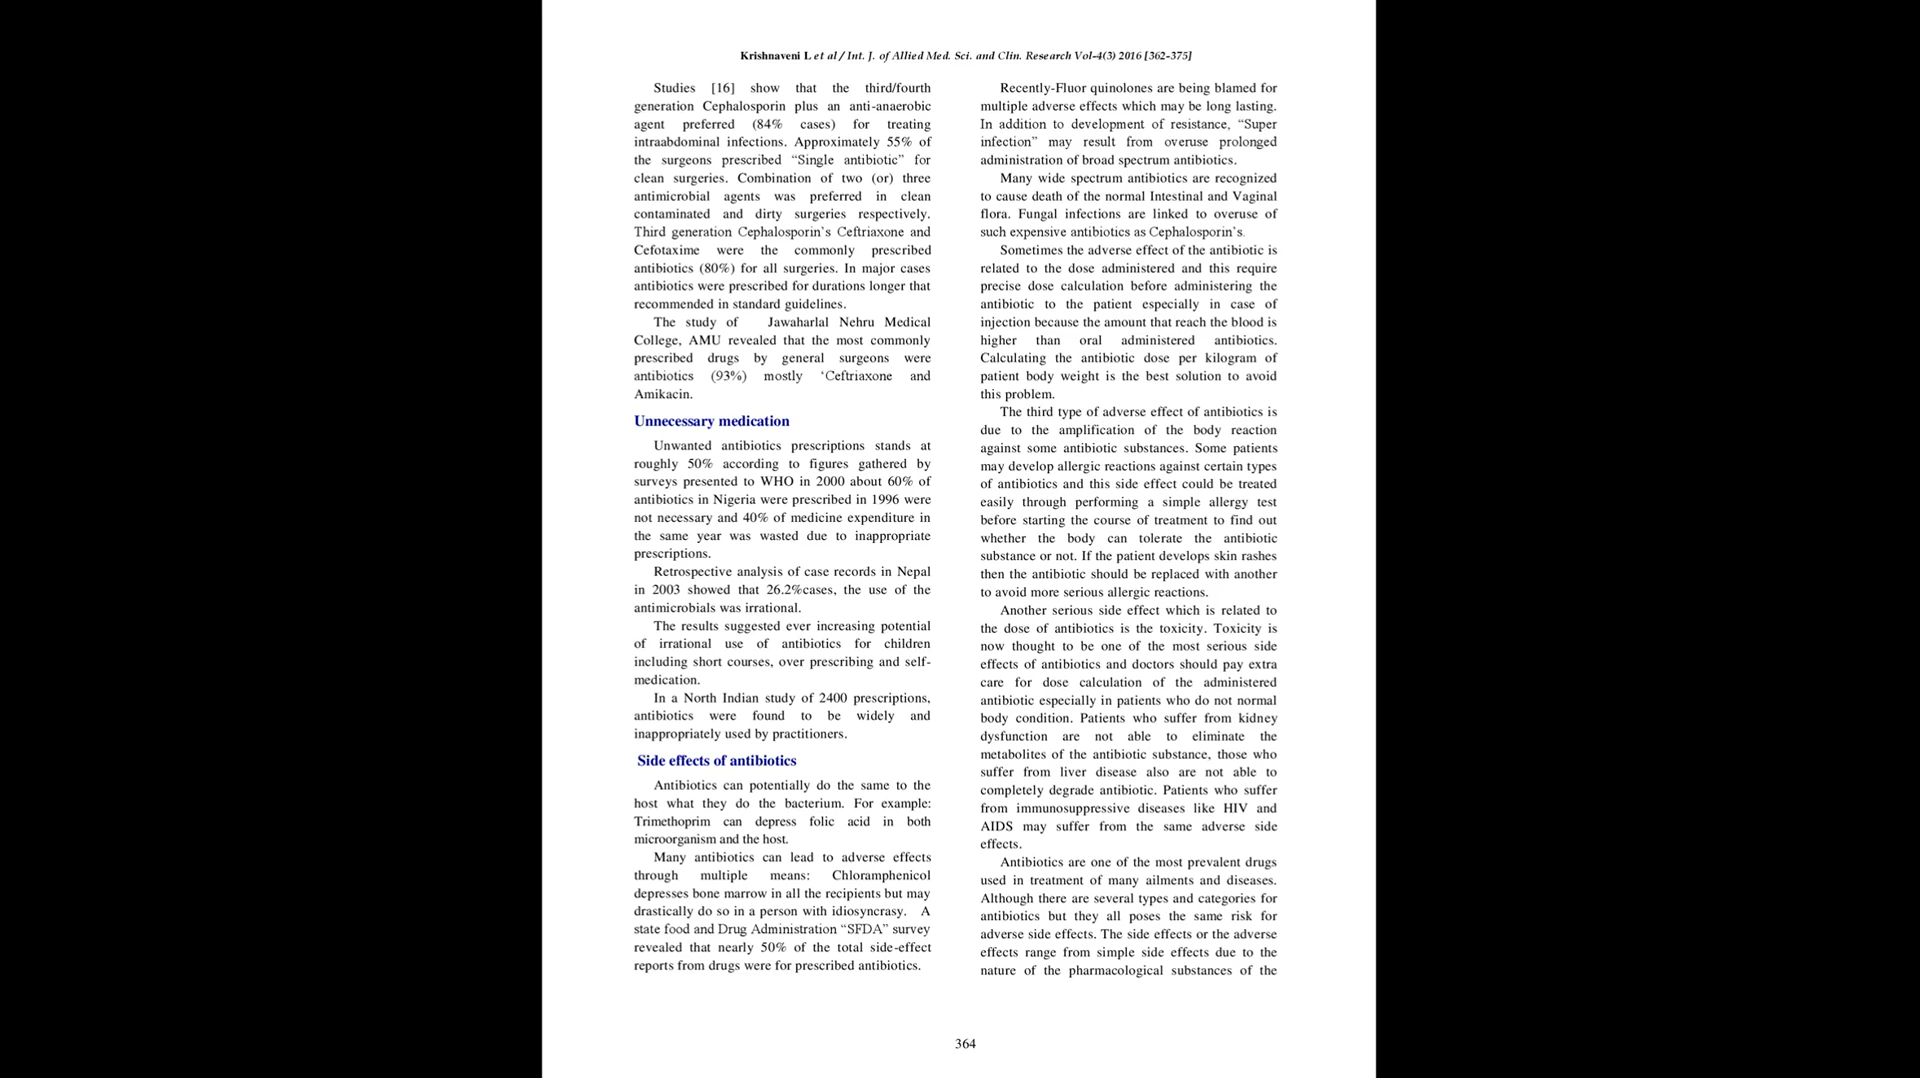 Krishnaveni L et al / Int. J. of Allied Med. Sci. and Clin. Research Vol-4(3) 2016 [362-375]
Studies [16] show that the third/fourth
generation Cephalosporin plus an anti-anaerobic
agent preferred (84% cases) for treating
intraabdominal infections. Approximately 55% of
the surgeons prescribed “Single antibiotic” for
clean surgeries. Combination of two (or) three
antimicrobial agents was preferred in clean
contaminated and dirty surgeries respectively.
Third generation Cephalosporin’s Ceftriaxone and
Cefotaxime were the commonly prescribed
antibiotics (80%) for all surgeries. In major cases
antibiotics were prescribed for durations longer that
recommended in standard guidelines.
The study of Jawaharlal Nehru Medical
College, AMU revealed that the most commonly
prescribed drugs by general surgeons were
antibiotics (93%) mostly ‘Ceftriaxone and
Amikacin.
Unnecessary medication
Unwanted antibiotics prescriptions stands at
roughly 50% according to figures gathered by
surveys presented to WHO in 2000 about 60% of
antibiotics in Nigeria were prescribed in 1996 were
not necessary and 40% of medicine expenditure in
the same year was wasted due to inappropriate
prescriptions.
Retrospective analysis of case records in Nepal
in 2003 showed that 26.2%cases, the use of the
antimicrobials was irrational.
The results suggested ever increasing potential
of irrational use of antibiotics for children
including short courses, over prescribing and self-
medication.
In a North Indian study of 2400 prescriptions,
antibiotics were found to be widely and
inappropriately used by practitioners.
Side effects of antibiotics
Antibiotics can potentially do the same to the
host what they do the bacterium. For example:
Trimethoprim can depress folic acid in both
microorganism and the host.
Many antibiotics can lead to adverse effects
through multiple means: Chloramphenicol
depresses bone marrow in all the recipients but may
drastically do so in a person with idiosyncrasy. A
state food and Drug Administration “SFDA” survey
revealed that nearly 50% of the total side-effect
reports from drugs were for prescribed antibiotics.
Recently-Fluor quinolones are being blamed for
multiple adverse effects which may be long lasting.
In addition to development of resistance, “Super
infection” may result from overuse prolonged
administration of broad spectrum antibiotics.
Many wide spectrum antibiotics are recognized
to cause death of the normal Intestinal and Vaginal
flora. Fungal infections are linked to overuse of
such expensive antibiotics as Cephalosporin’s.
Sometimes the adverse effect of the antibiotic is
related to the dose administered and this require
precise dose calculation before administering the
antibiotic to the patient especially in case of
injection because the amount that reach the blood is
higher than oral administered antibiotics.
Calculating the antibiotic dose per kilogram of
patient body weight is the best solution to avoid
this problem.
The third type of adverse effect of antibiotics is
due to the amplification of the body reaction
against some antibiotic substances. Some patients
may develop allergic reactions against certain types
of antibiotics and this side effect could be treated
easily through performing a simple allergy test
before starting the course of treatment to find out
whether the body can tolerate the antibiotic
substance or not. If the patient develops skin rashes
then the antibiotic should be replaced with another
to avoid more serious allergic reactions.
Another serious side effect which is related to
the dose of antibiotics is the toxicity. Toxicity is
now thought to be one of the most serious side
effects of antibiotics and doctors should pay extra
care for dose calculation of the administered
antibiotic especially in patients who do not normal
body condition. Patients who suffer from kidney
dysfunction are not able to eliminate the
metabolites of the antibiotic substance, those who
suffer from liver disease also are not able to
completely degrade antibiotic. Patients who suffer
from immunosuppressive diseases like HIV and
AIDS may suffer from the same adverse side
effects.
Antibiotics are one of the most prevalent drugs
used in treatment of many ailments and diseases.
Although there are several types and categories for
antibiotics but they all poses the same risk for
adverse side effects. The side effects or the adverse
effects range from simple side effects due to the
nature of the pharmacological substances of the
364